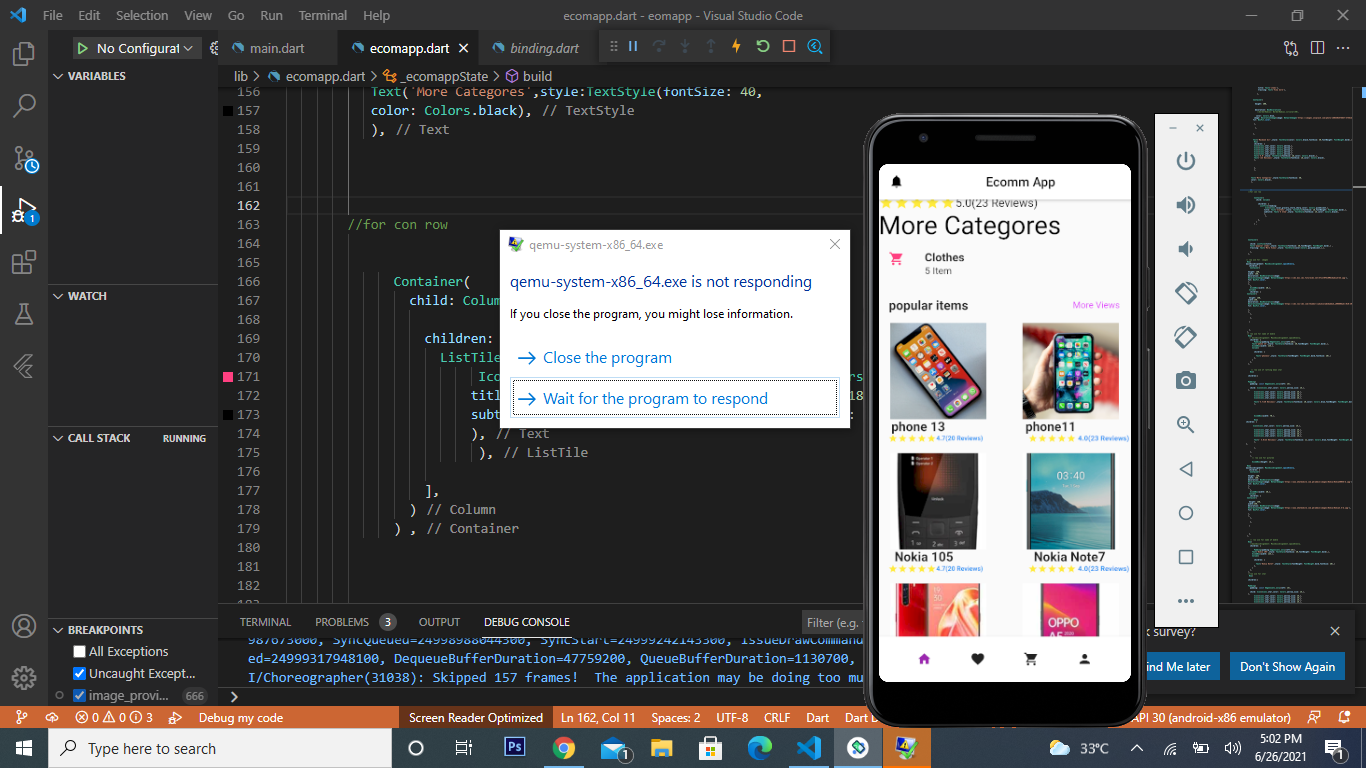 File Edit Selection View Go Run Terminal Help
ecomapp.dart - eomapp - Visual Studio Code
No Configurat
main.dart
ecomapp.dart
binding.dart
lib > ecomapp.dart > _ecomappState > build
VARIABLES
WATCH
CALL STACK RUNNING
BREAKPOINTS
All Exceptions
Uncaught Except...
image_provi... 666
156 Text('More Categores',style:TextStyle(fontSize: 40,
157 color: Colors.black), // TextStyle
158 ), // Text
159
160
161
162
163 //for con row
164
165
166 Container(
167 child: Colum
168
169 children:
170 ListTile
171 Ico
172 titl
173 subt
174 ), // Text
175 ), // ListTile
176
177 ],
178 ) // Column
179 ) , // Container
180
181
182
qemu-system-x86_64.exe
qemu-system-x86_64.exe is not responding
If you close the program, you might lose information.
Close the program
Wait for the program to respond
Ecomm App
5.0(23 Reviews)
More Categores
Clothes
5 Item
popular items More Views
phone 13 phone11
4.7(20 Reviews) 4.0(23 Reviews)
03:40
Nokia 105 Nokia Note7
4.7(20 Reviews) 4.0(23 Reviews)
OPPO
TERMINAL PROBLEMS 3 OUTPUT DEBUG CONSOLE
Filter (e.g.
987673000, SyncQueued=24998988044300, SyncStart=24999242143300, IssueDrawCommand
ed=24999317948100, DequeueBufferDuration=47759200, QueueBufferDuration=1130700,
I/Choreographer(31038): Skipped 157 frames! The application may be doing too mu
survey?
ind Me later
Don't Show Again
0 0 3
Debug my code
Screen Reader Optimized
Ln 162, Col 11
Spaces: 2
UTF-8
CRLF
Dart
API 30 (android-x86 emulator)
Type here to search
33°C
5:02 PM
6/26/2021